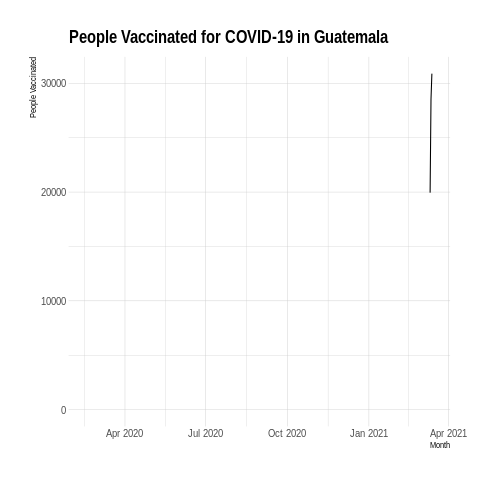 People Vaccinated for COVID-19 in Guatemala
People Vaccinated
30000
20000
10000
0
Apr 2020 Jul 2020 Oct 2020 Jan 2021 Apr 2021
Month